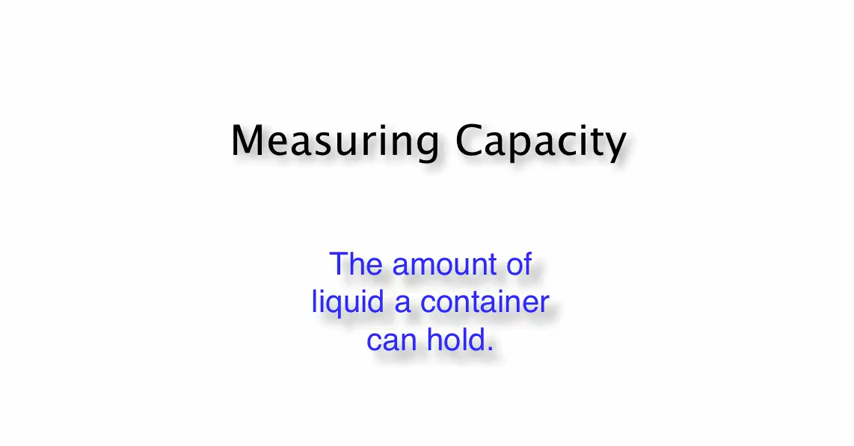 Measuring Capacity
The amount of
liquid a container
can hold.